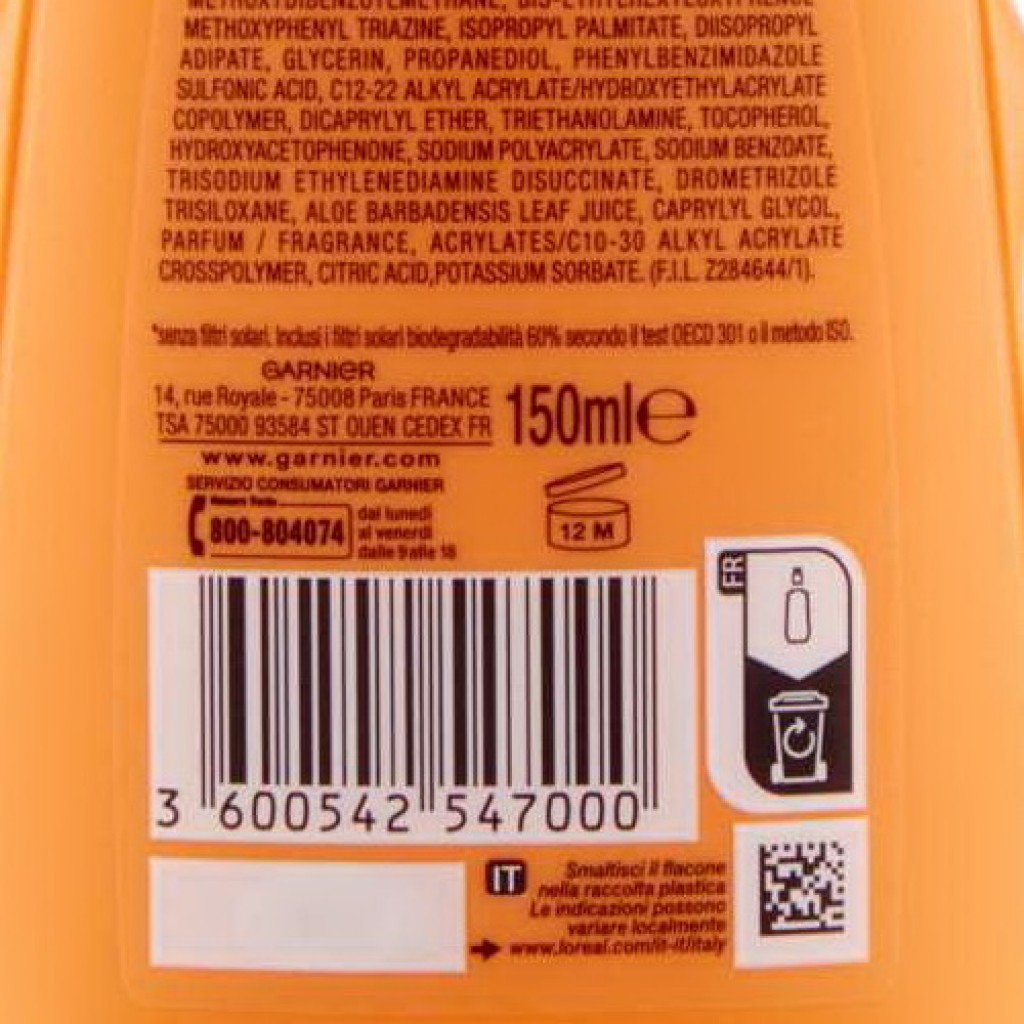 METHOXYDIBENZOYLMETHANE, BIS-ETHYLHEXYLOXYPHENOL
METHOXYPHENYL TRIAZINE, ISOPROPYL PALMITATE, DIISOPROPYL
ADIPATE, GLYCERIN, PROPANEDIOL, PHENYLBENZIMIDAZOLE
SULFONIC ACID, C12-22 ALKYL ACRYLATE/HYDROXYETHYLACRYLATE
COPOLYMER, DICAPRYLYL ETHER, TRIETHANOLAMINE, TOCOPHEROL,
HYDROXYACETOPHENONE, SODIUM POLYACRYLATE, SODIUM BENZOATE,
TRISODIUM ETHYLENEDIAMINE DISUCCINATE, DROMETRIZOLE
TRISILOXANE, ALOE BARBADENSIS LEAF JUICE, CAPRYLYL GLYCOL,
PARFUM / FRAGRANCE, ACRYLATES/C10-30 ALKYL ACRYLATE
CROSSPOLYMER, CITRIC ACID,POTASSIUM SORBATE. (F.I.L. Z284644/1).
*senza filtri solari. Inclusi i filtri solari biodegradabilità 60% secondo il test OECD 301 o il metodo ISO.
GARNIER
14, rue Royale - 75008 Paris FRANCE
TSA 75000 93584 ST OUEN CEDEX FR
150ml e
www.garnier.com
SERVIZIO CONSUMATORI GARNIER
Numero Verde
800-804074
dal lunedì
al venerdì
dalle 9 alle 18
12 M
FR
3 600542 547000
IT
Smaltisci il flacone
nella raccolta plastica
Le indicazioni possono
variare localmente
www.loreal.com/it-it/italy